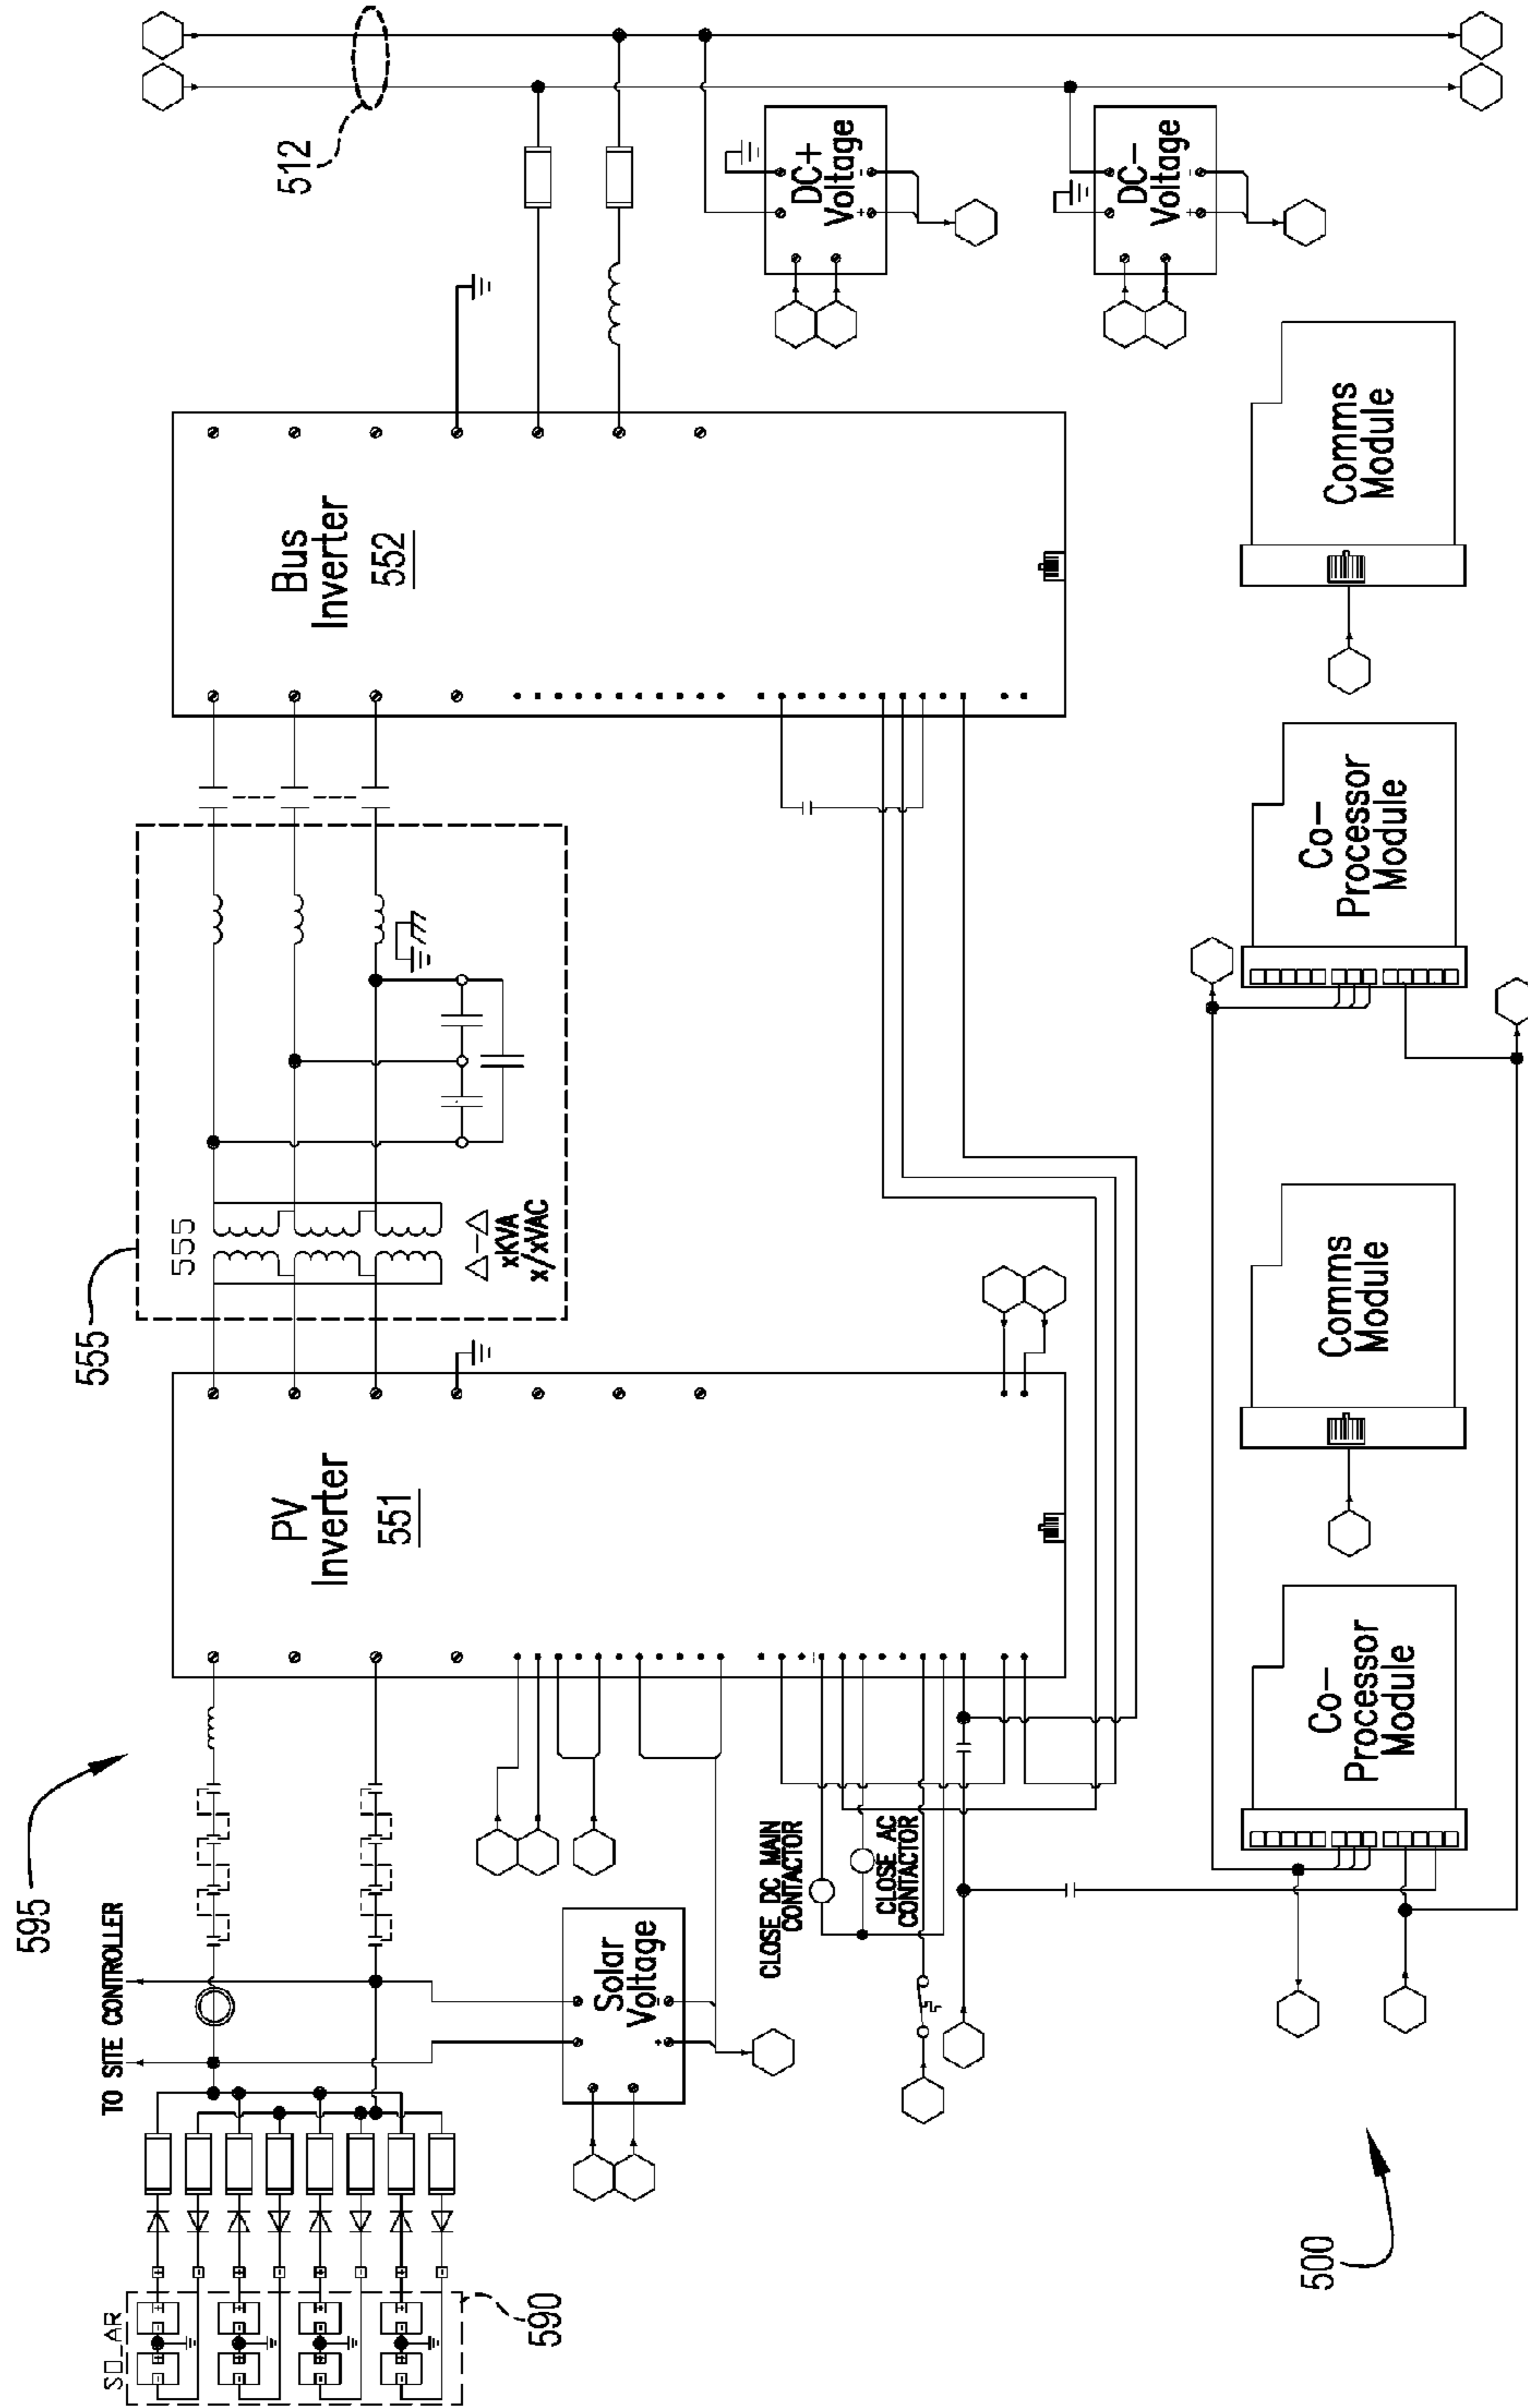 595
555
512
TO SITE CONTROLLER
SOLAR
590
555
△-△
xKVA
x/xVAC
PV
Inverter
551
Bus
Inverter
552
Solar
Voltage
+ -
DC+
Voltage
+ -
DC-
Voltage
+ -
CLOSE DC MAIN
CONTACTOR
CLOSE AC
CONTACTOR
500
Co-
Processor
Module
Comms
Module
Co-
Processor
Module
Comms
Module